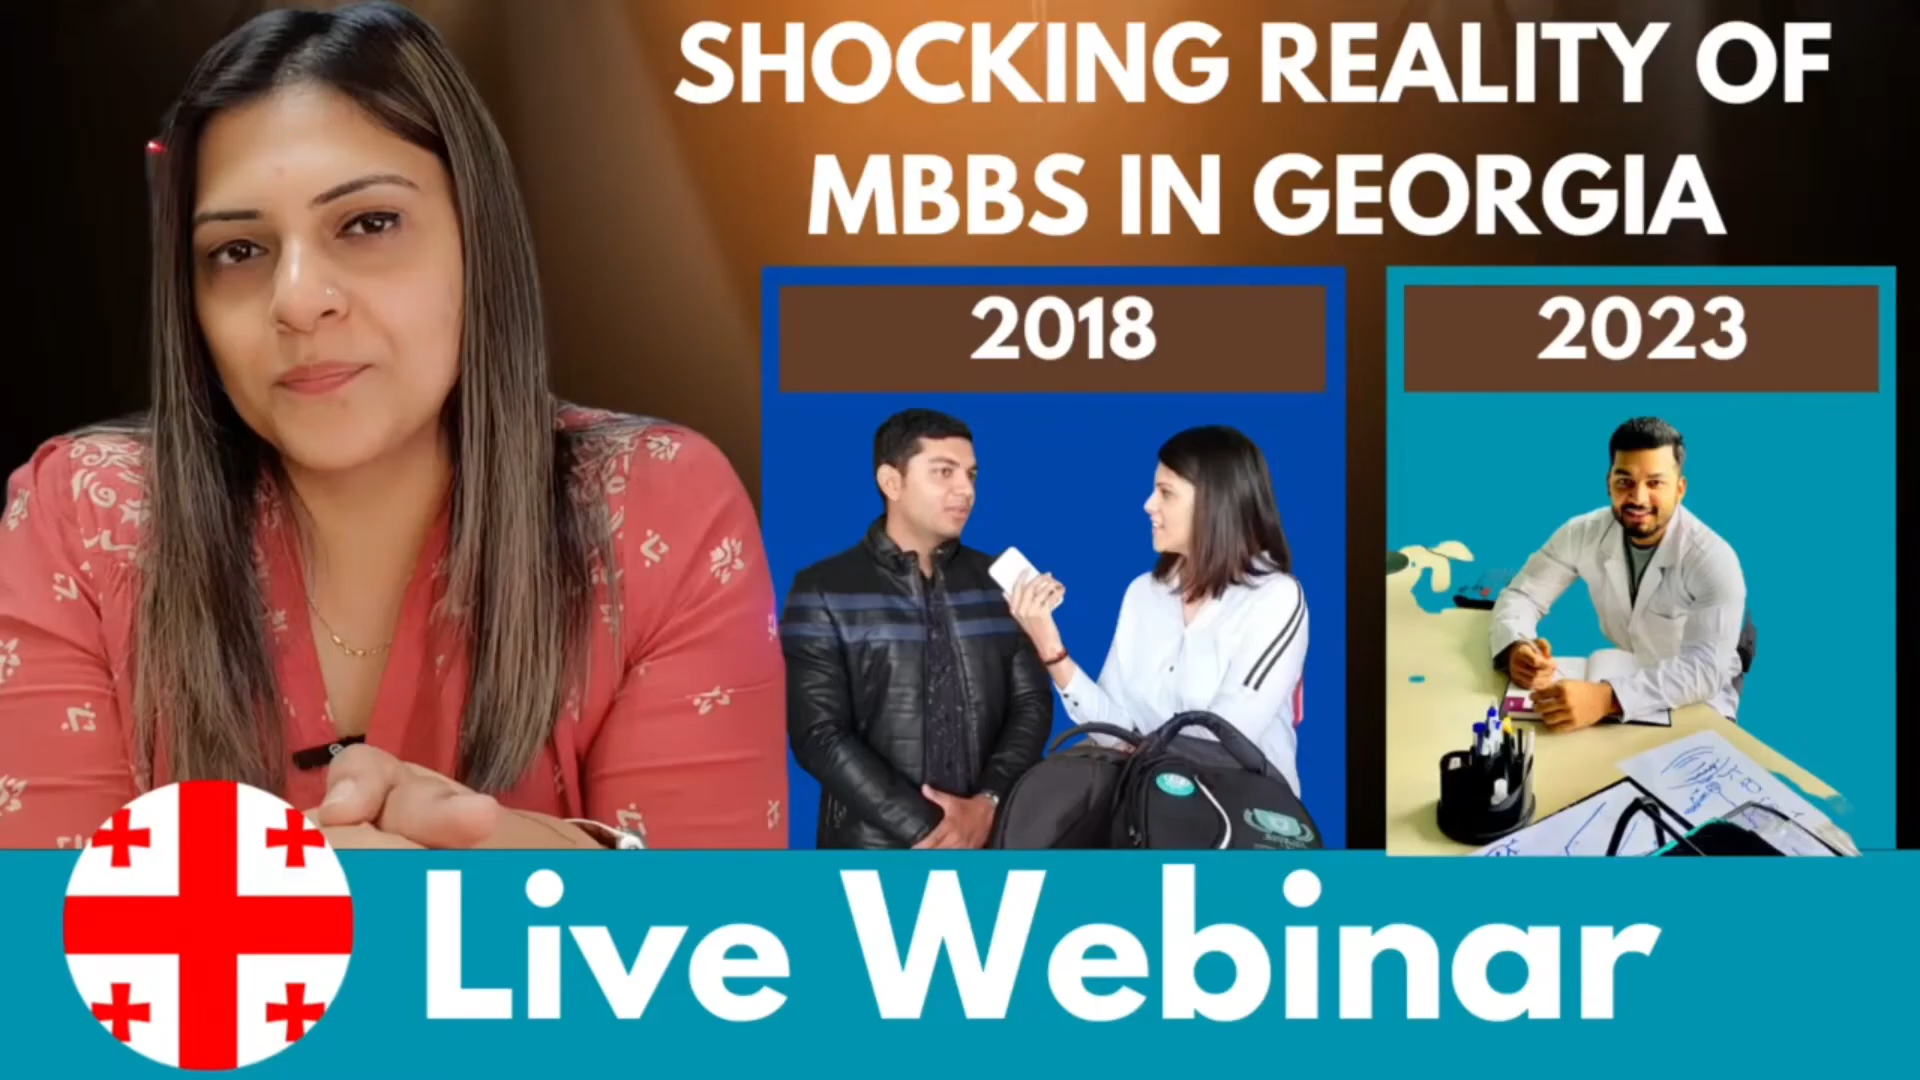 SHOCKING REALITY OF
MBBS IN GEORGIA
2018
2023
Live Webinar